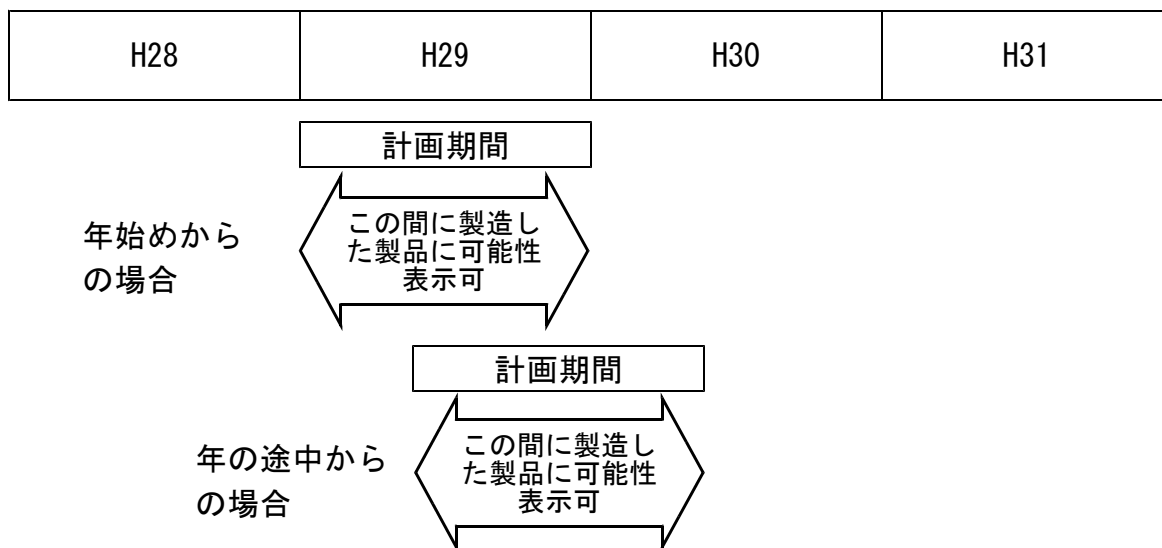 H28 H29 H30 H31
計画期間
年始めから
の場合
この間に製造し
た製品に可能性
表示可
計画期間
年の途中から
の場合
この間に製造し
た製品に可能性
表示可